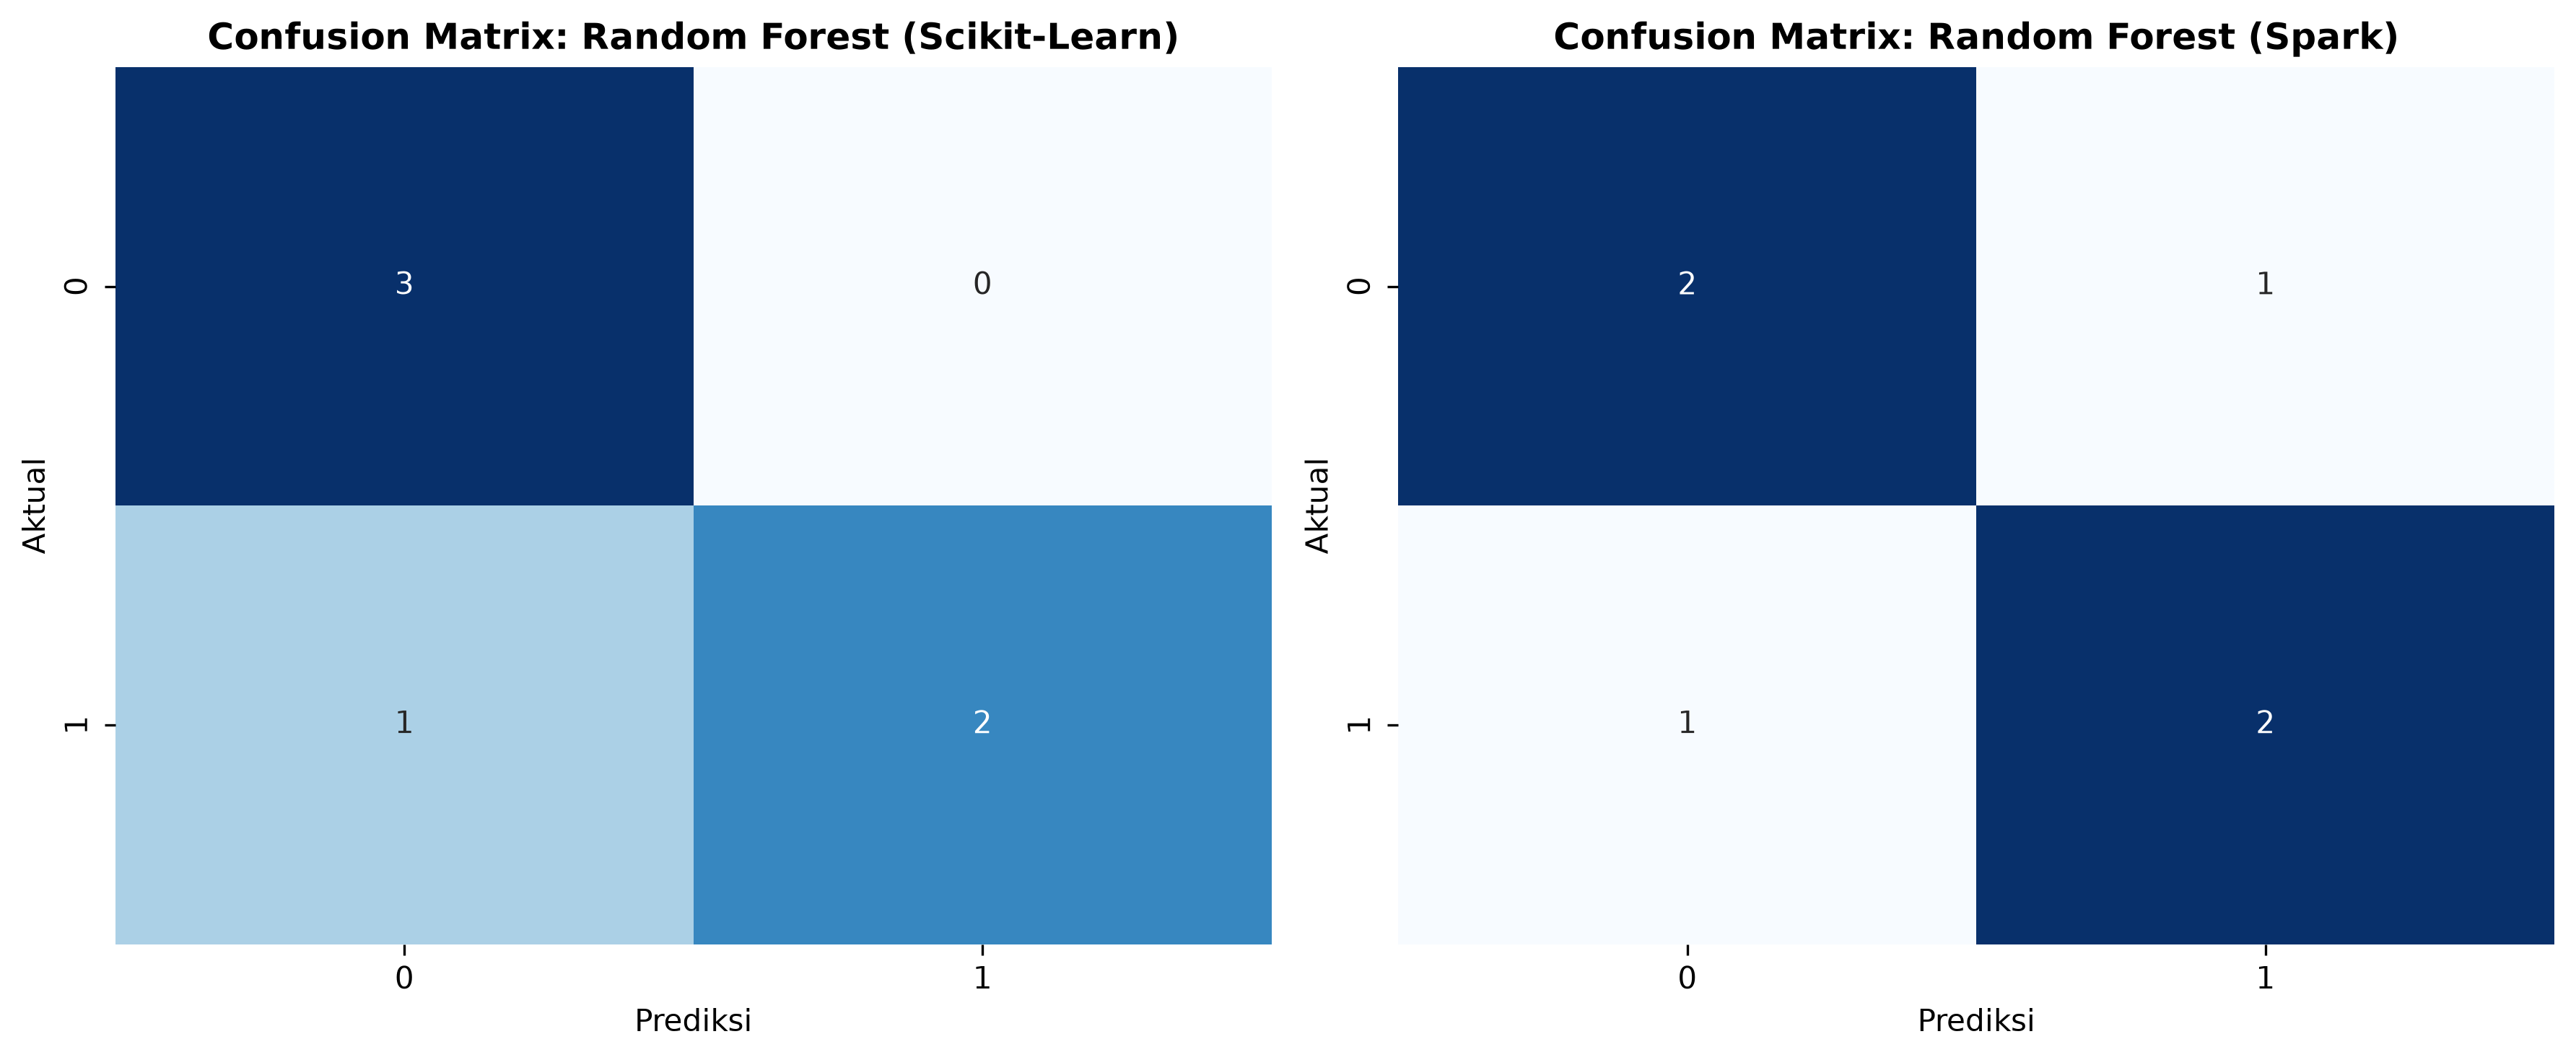 Confusion Matrix: Random Forest (Scikit-Learn)
0
3
0
Aktual
1
1
2
0
1
Prediksi
Confusion Matrix: Random Forest (Spark)
0
2
1
Aktual
1
1
2
0
1
Prediksi